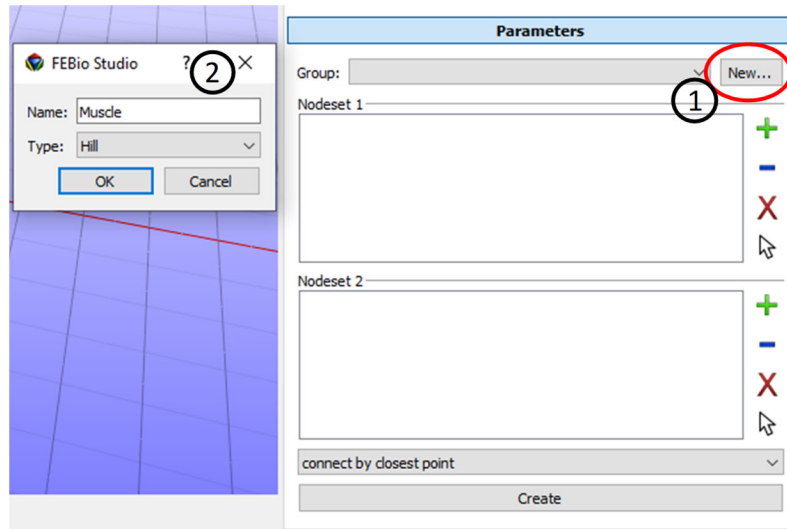 Parameters
FEBio Studio ?
2
Group:
New...
1
Name: Muscle
Nodeset 1
Type: Hill
OK Cancel
Nodeset 2
connect by closest point
Create